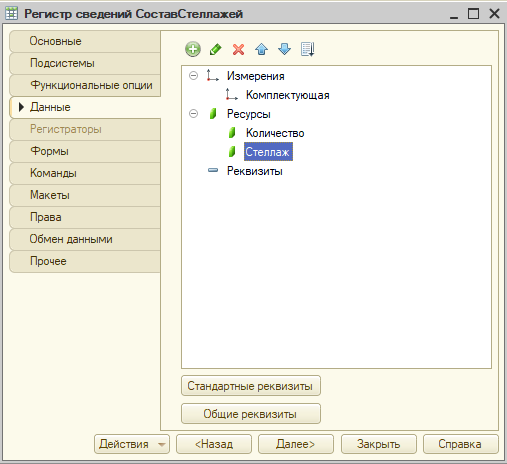 Регистр сведений СоставСтеллажей
Основные
Подсистемы
Функциональные опции
Данные
Регистраторы
Формы
Команды
Макеты
Права
Обмен данными
Прочее
Измерения
Комплектующая
Ресурсы
Количество
Стеллаж
Реквизиты
Стандартные реквизиты
Общие реквизиты
Действия
<Назад
Далее>
Закрыть
Справка